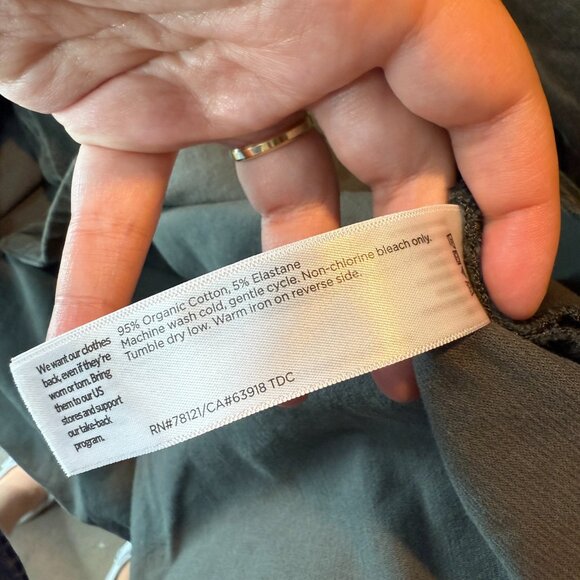 95% Organic Cotton, 5% Elastane
Machine wash cold, gentle cycle. Non-chlorine bleach only.
Tumble dry low. Warm iron on reverse side.
RN#78121/CA#63918 TDC
We want our clothes
back, even if they're
worn or torn. Bring
them to our US
stores and support
our take-back
program.